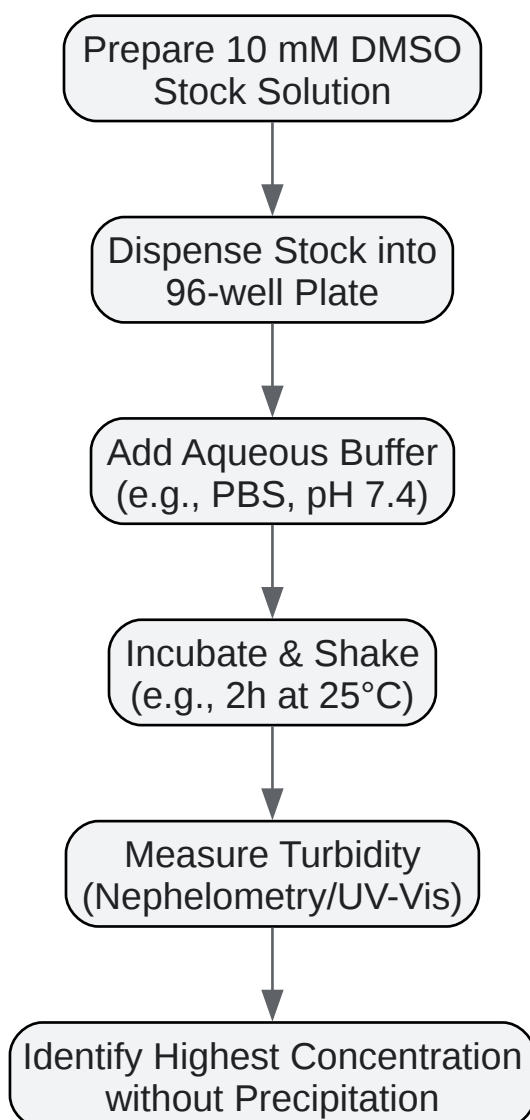 Prepare 10 mM DMSO
Stock Solution
Dispense Stock into
96-well Plate
Add Aqueous Buffer
(e.g., PBS, pH 7.4)
Incubate & Shake
(e.g., 2h at 25°C)
Measure Turbidity
(Nephelometry/UV-Vis)
Identify Highest Concentration
without Precipitation